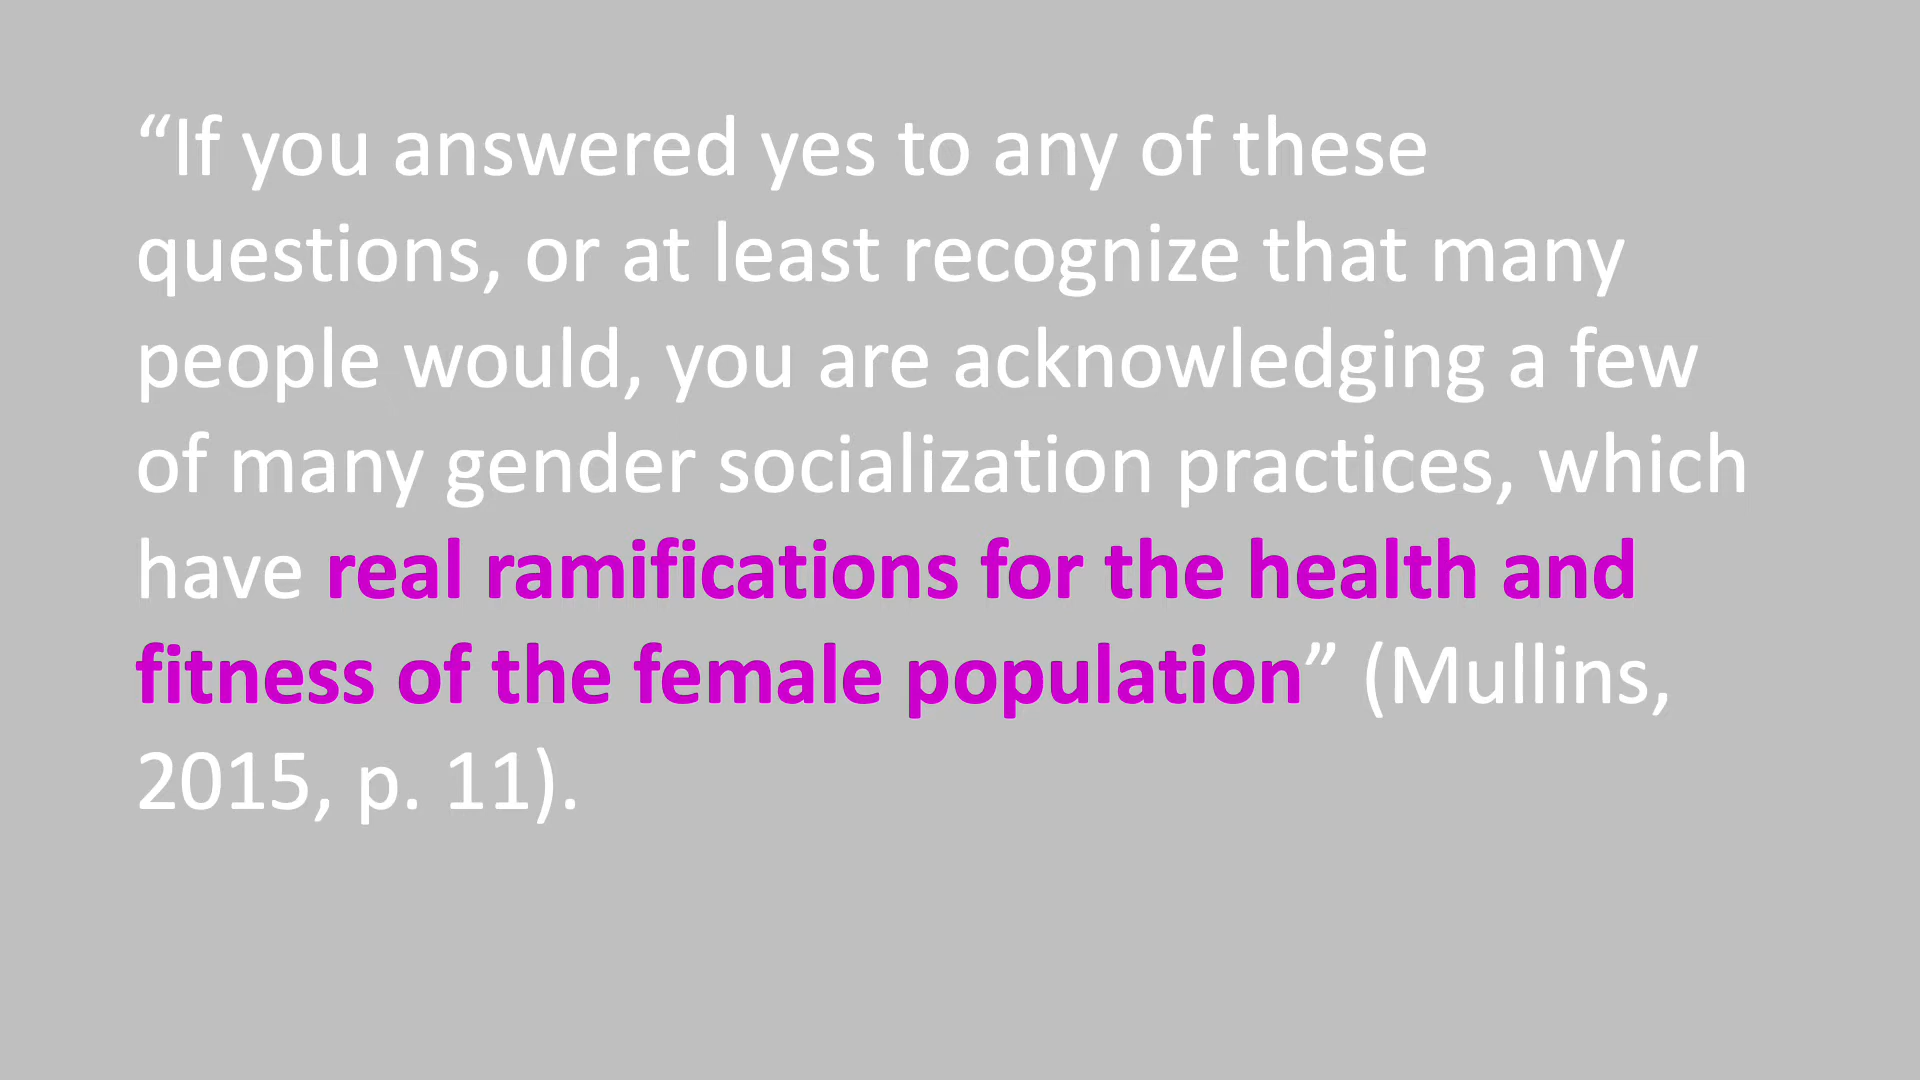 “If you answered yes to any of these
questions, or at least recognize that many
people would, you are acknowledging a few
of many gender socialization practices, which
have real ramifications for the health and
fitness of the female population” (Mullins,
2015, p. 11).